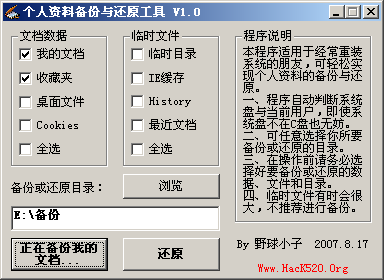 个人资料备份与还原工具 V1.0
文档数据
我的文档
收藏夹
桌面文件
Cookies
全选
临时文件
临时目录
IE缓存
History
最近文档
全选
程序说明
本程序适用于经常重装
系统的朋友，可轻松实
现个人资料的备份与还
原。
一、程序自动判断系统
盘与当前用户，即使系
统盘不在C盘也无妨。
二、可任意选择你所要
备份或还原的目录。
三、在操作前请务必选
择好要备份或还原的数
据、文件和目录。
四、临时文件有时会很
大，不推荐进行备份。
备份或还原目录：
浏览
E:\备份
正在备份我的
文档...
还原
By 野球小子 2007.8.17
Www.HacK520.Org